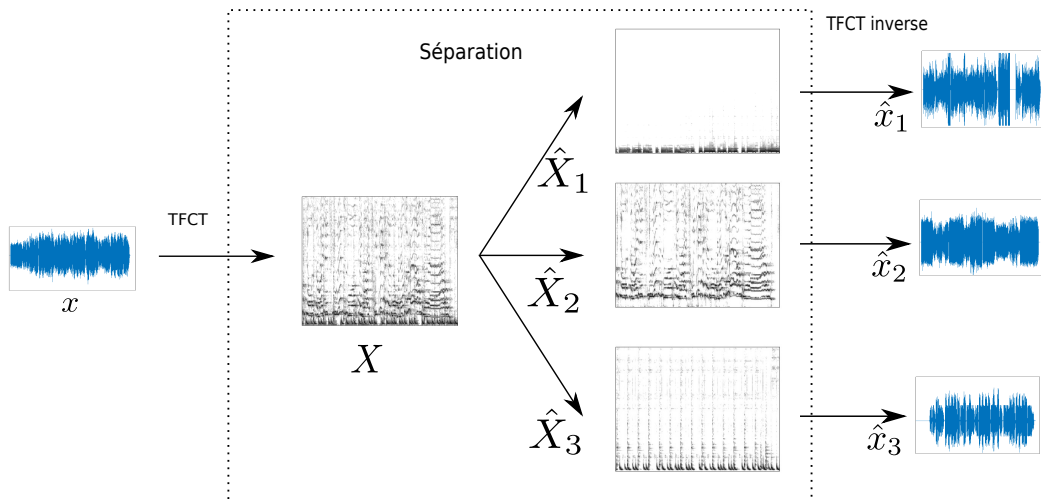 TFCT inverse
Séparation
x̂₁
X̂₁
TFCT
x̂₂
X̂₂
x
X
X̂₃
x̂₃